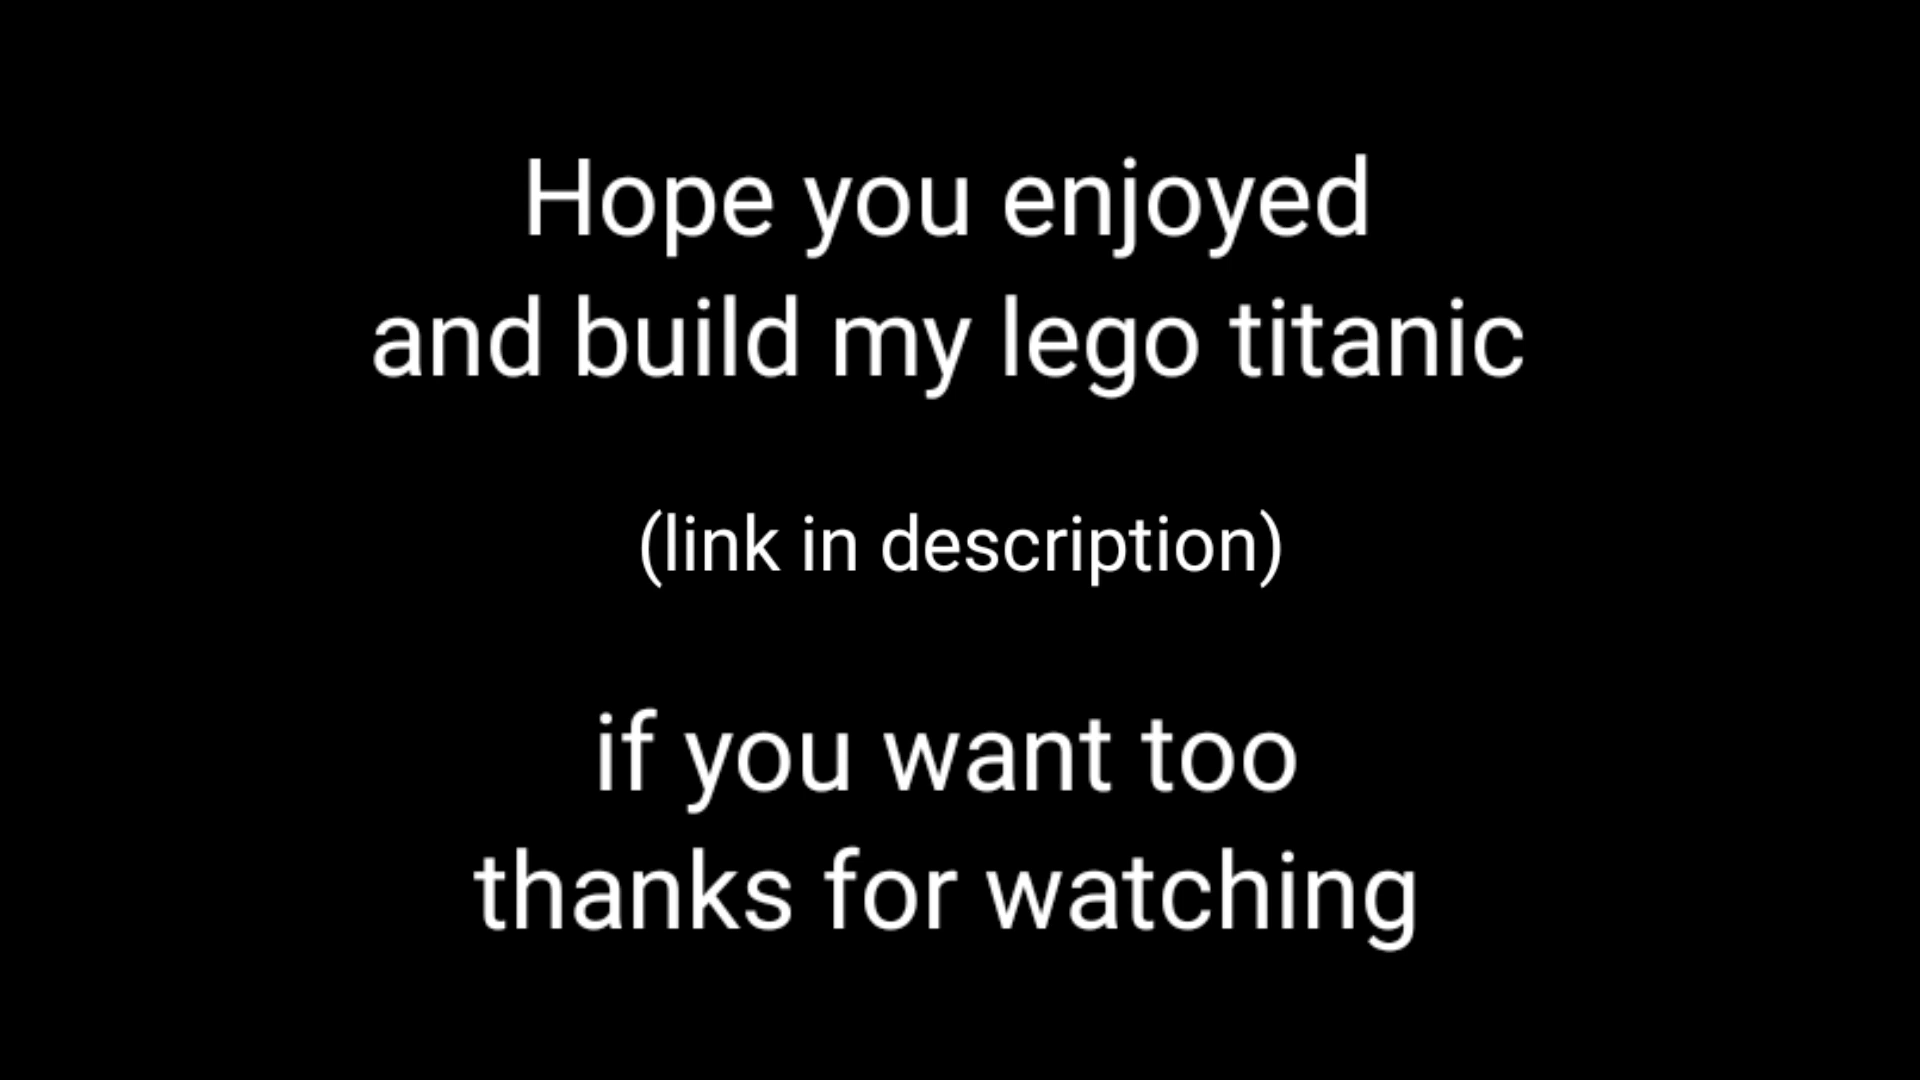 Hope you enjoyed
and build my lego titanic
(link in description)
if you want too
thanks for watching